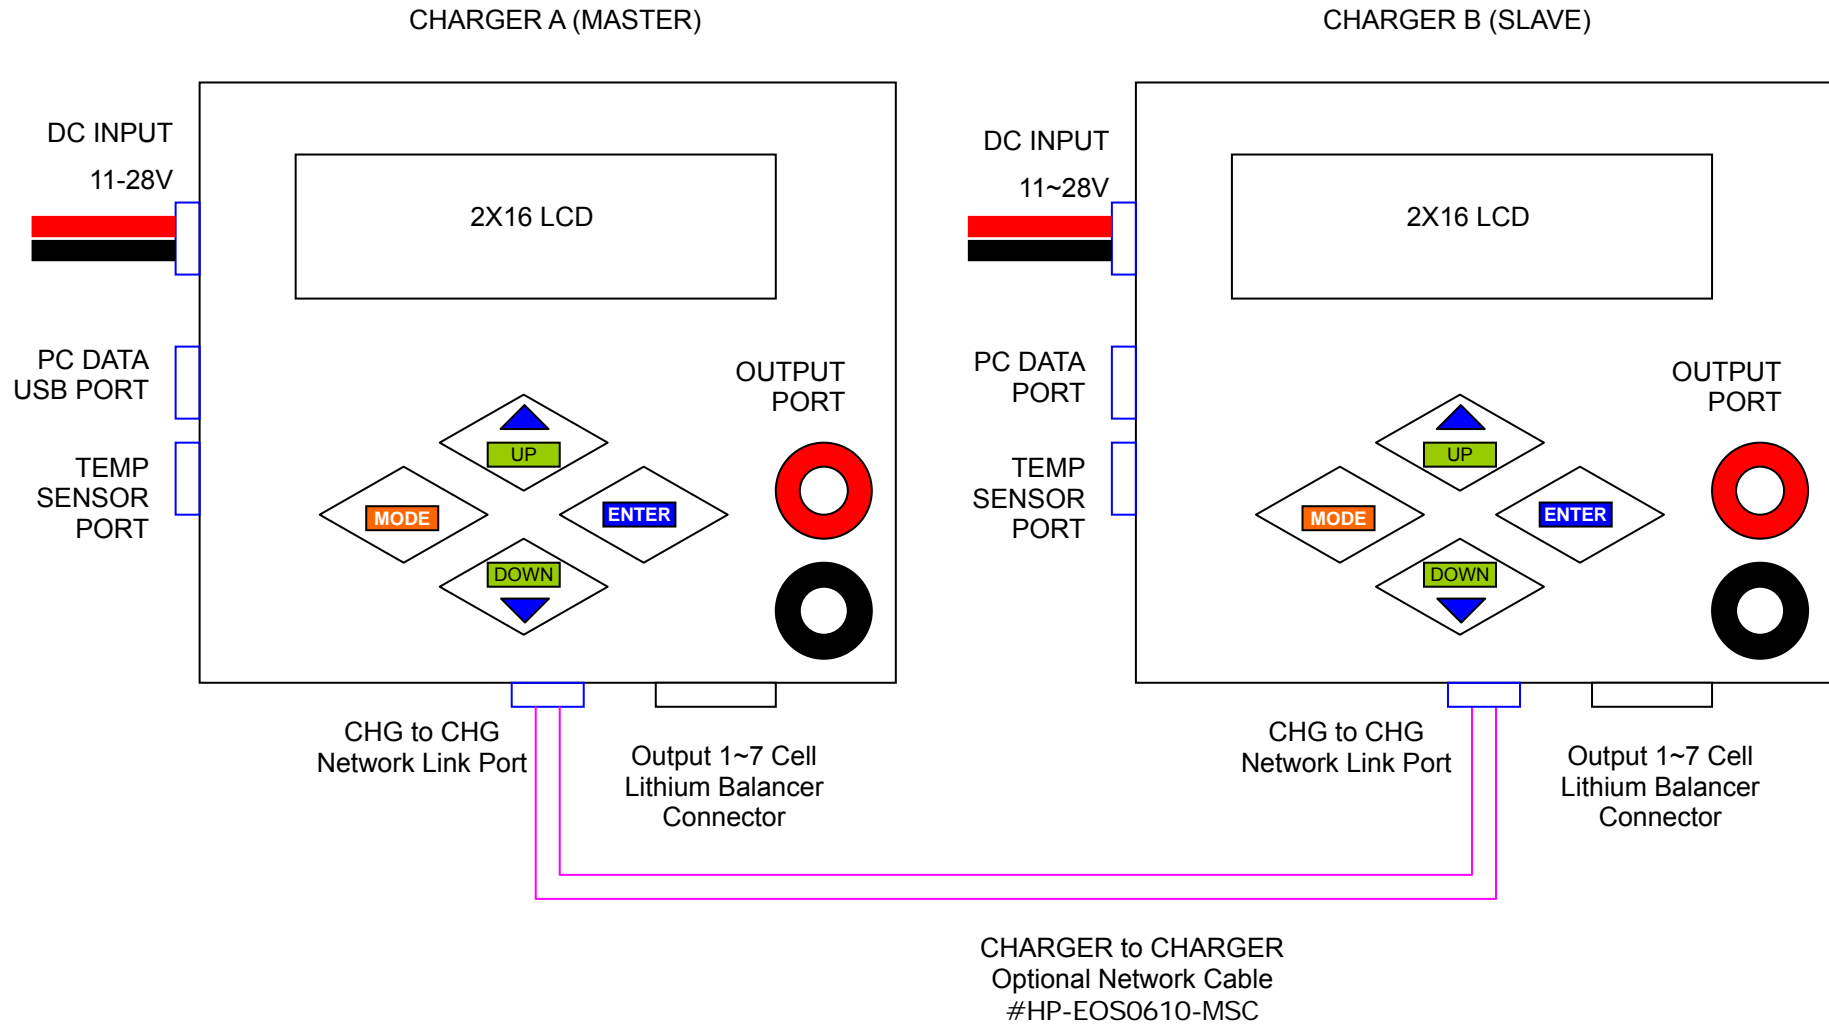 CHARGER A (MASTER)
DC INPUT
11-28V
2X16 LCD
PC DATA
USB PORT
TEMP
SENSOR
PORT
OUTPUT
PORT
UP
MODE
ENTER
DOWN
CHG to CHG
Network Link Port
Output 1~7 Cell
Lithium Balancer
Connector
CHARGER B (SLAVE)
DC INPUT
11~28V
2X16 LCD
PC DATA
PORT
TEMP
SENSOR
PORT
OUTPUT
PORT
UP
MODE
ENTER
DOWN
CHG to CHG
Network Link Port
Output 1~7 Cell
Lithium Balancer
Connector
CHARGER to CHARGER
Optional Network Cable
#HP-EOS0610-MSC